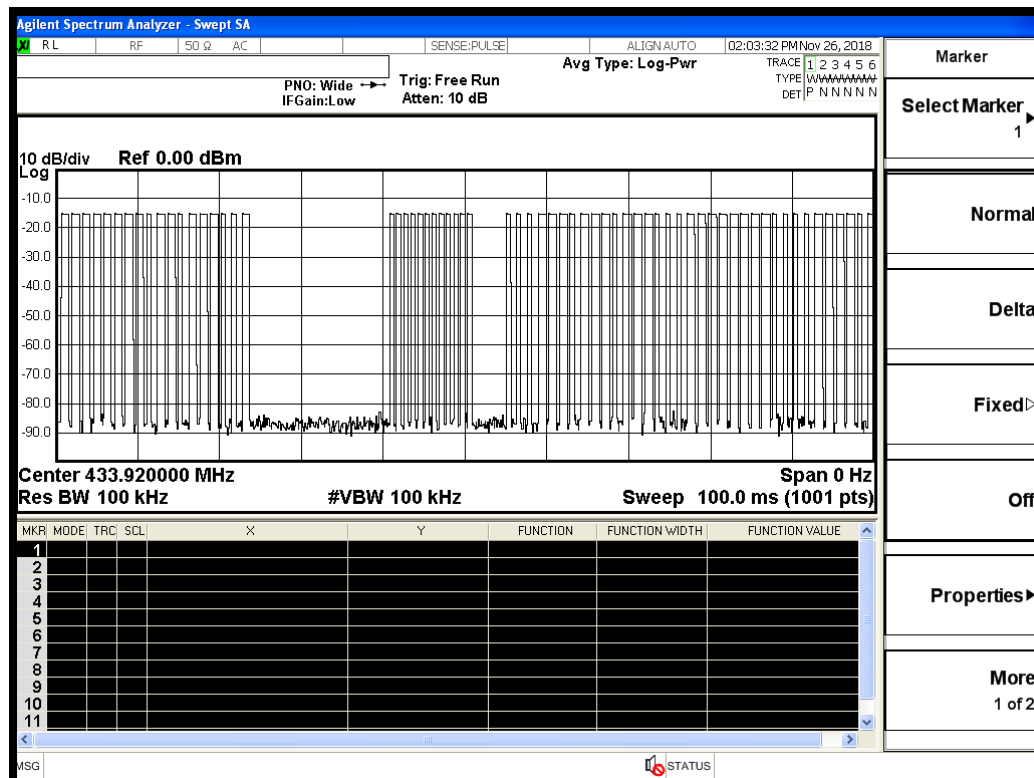 Agilent Spectrum Analyzer - Swept SA
RL RF 50 Ω AC SENSE:PULSE ALIGN AUTO 02:03:32 PM Nov 26, 2018
PNO: Wide Trig: Free Run Avg Type: Log-Pwr TRACE 1 2 3 4 5 6
IFGain:Low Atten: 10 dB TYPE
DET P N N N N N
10 dB/div Ref 0.00 dBm
Log
-10.0
-20.0
-30.0
-40.0
-50.0
-60.0
-70.0
-80.0
-90.0
Center 433.920000 MHz Span 0 Hz
Res BW 100 kHz #VBW 100 kHz Sweep 100.0 ms (1001 pts)
MKR MODE TRC SCL X Y FUNCTION FUNCTION WIDTH FUNCTION VALUE
1
2
3
4
5
6
7
8
9
10
11
MSG STATUS
Marker
Select Marker
1
Normal
Delta
Fixed
Off
Properties
More
1 of 2